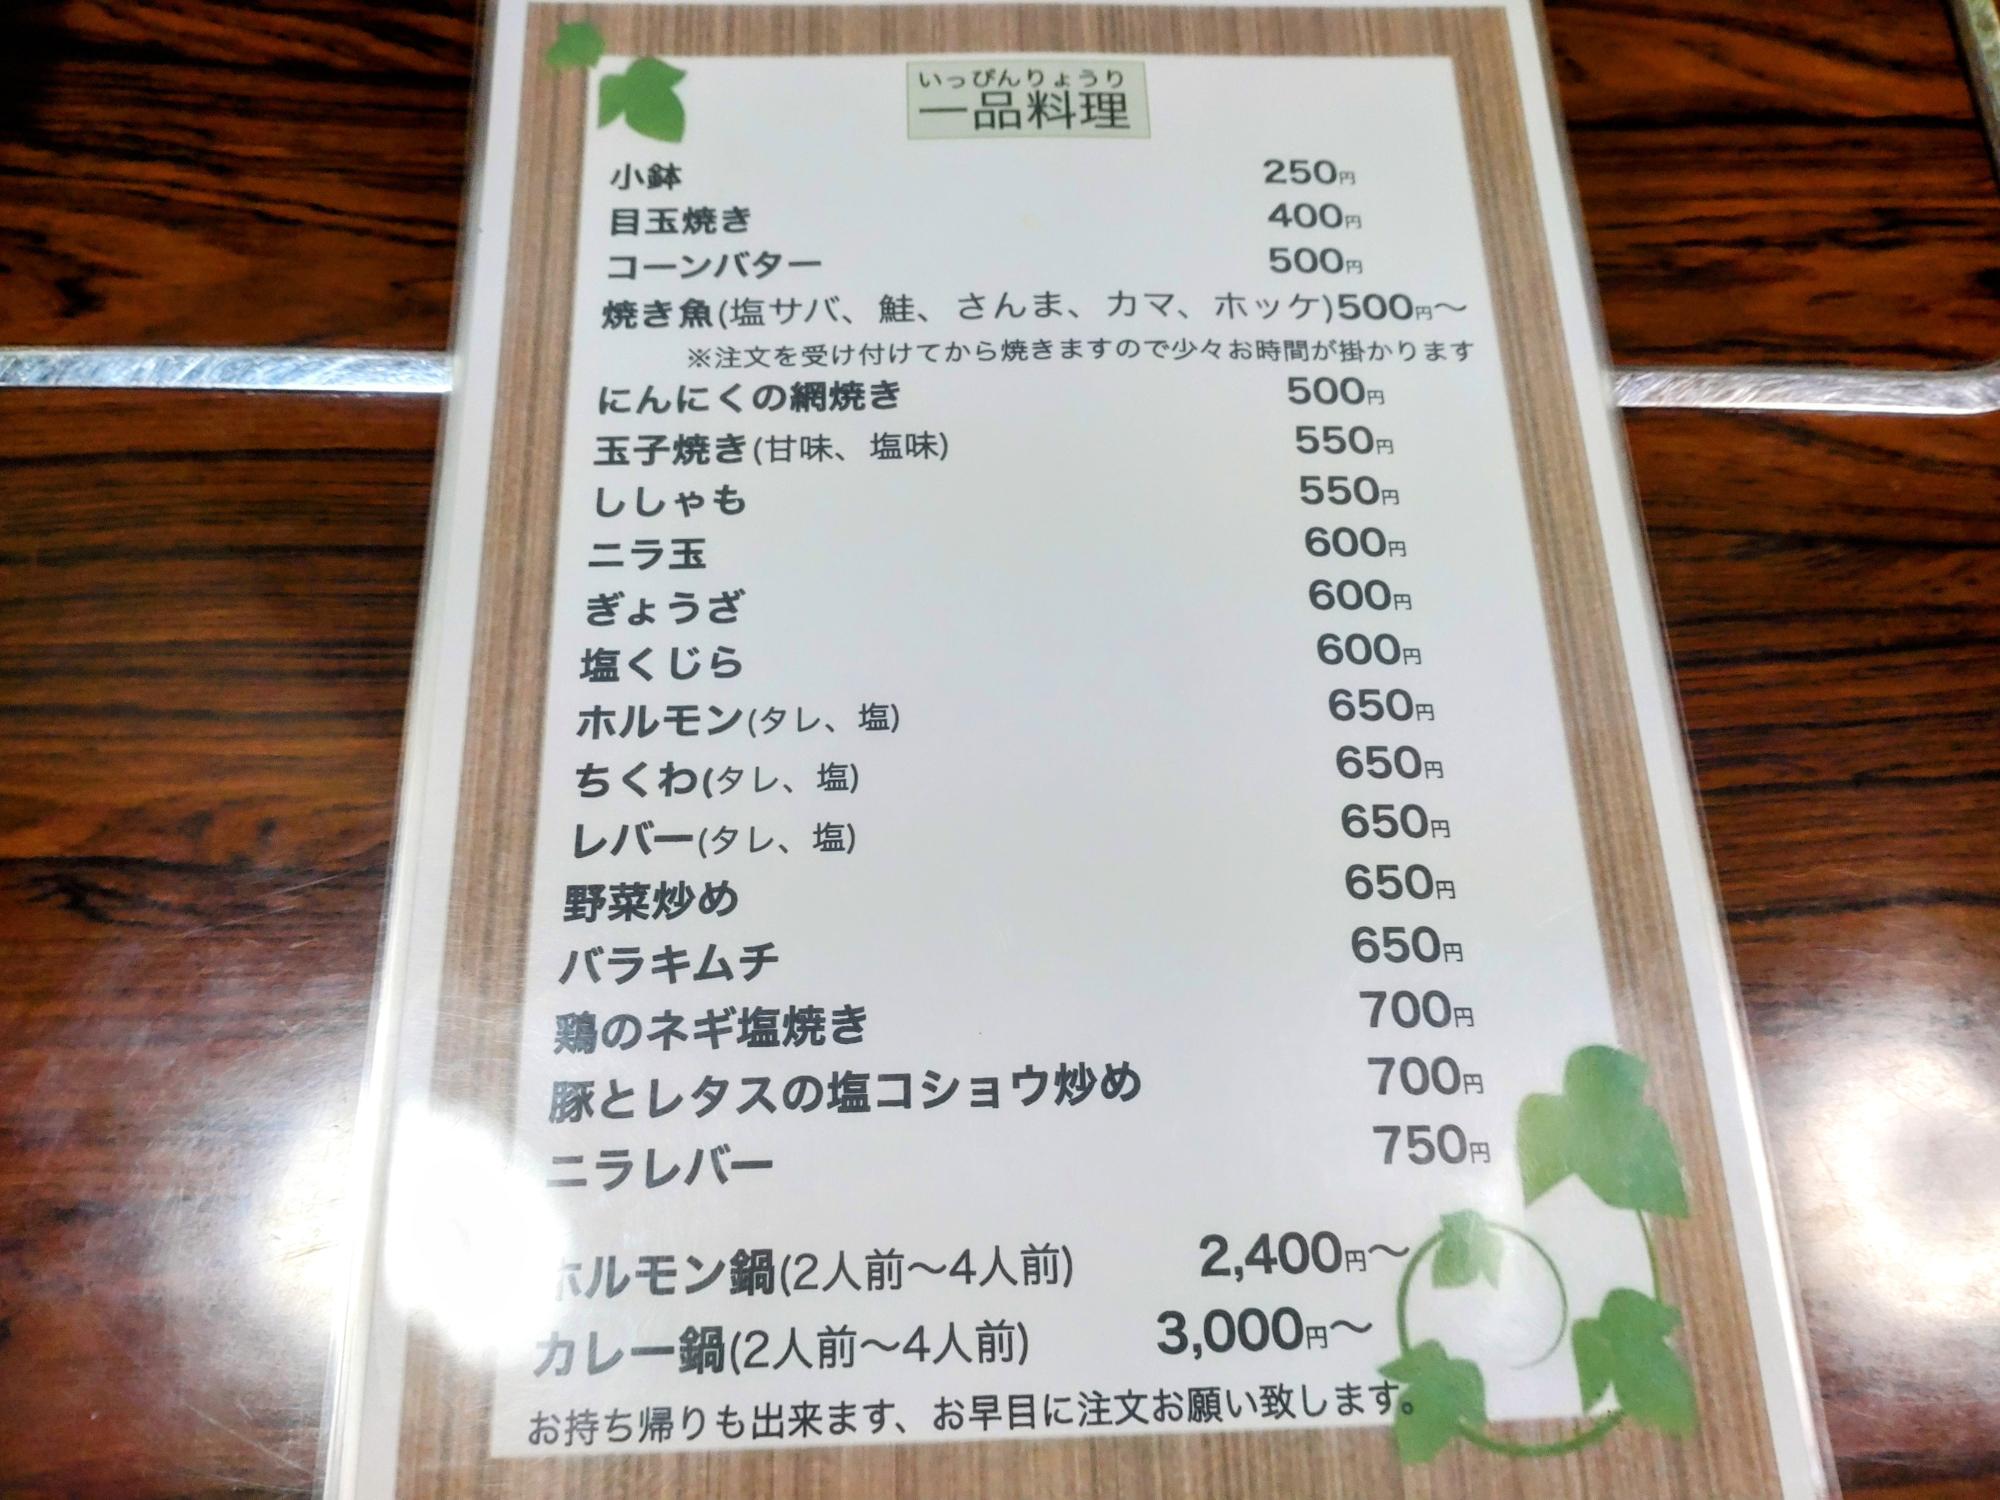 いっぴんりょうり
一品料理
小鉢 250円
目玉焼き 400円
コーンバター 500円
焼き魚(塩サバ、鮭、さんま、カマ、ホッケ)500円～
※注文を受け付けてから焼きますので少々お時間が掛かります
にんにくの網焼き 500円
玉子焼き(甘味、塩味) 550円
ししゃも 550円
ニラ玉 600円
ぎょうざ 600円
塩くじら 600円
ホルモン(タレ、塩) 650円
ちくわ(タレ、塩) 650円
レバー(タレ、塩) 650円
野菜炒め 650円
バラキムチ 650円
鶏のネギ塩焼き 700円
豚とレタスの塩コショウ炒め 700円
ニラレバー 750円
ホルモン鍋(2人前～4人前) 2,400円～
カレー鍋(2人前～4人前) 3,000円～
お持ち帰りも出来ます、お早目に注文お願い致します。